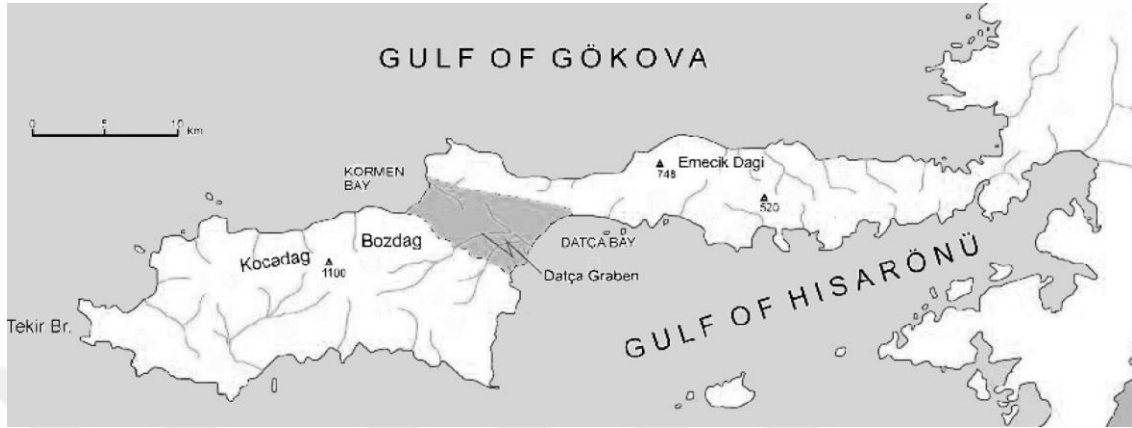 GULF OF GÖKOVA
0 5 10 km
KORMEN
BAY
748
Emecik Dagi
520
Bozdag
DATÇA BAY
Kocadag
1100
Datça Graben
GULF OF HISARÖNÜ
Tekir Br.